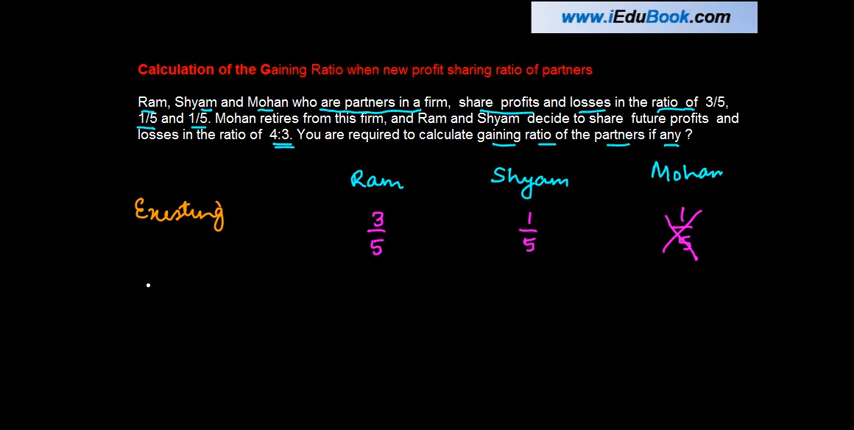 www.iEduBook.com
Calculation of the Gaining Ratio when new profit sharing ratio of partners
Ram, Shyam and Mohan who are partners in a firm, share profits and losses in the ratio of 3/5,
1/5 and 1/5. Mohan retires from this firm, and Ram and Shyam decide to share future profits and
losses in the ratio of 4:3. You are required to calculate gaining ratio of the partners if any ?
Ram Shyam Mohan
Existing 3/5 1/5 1/5